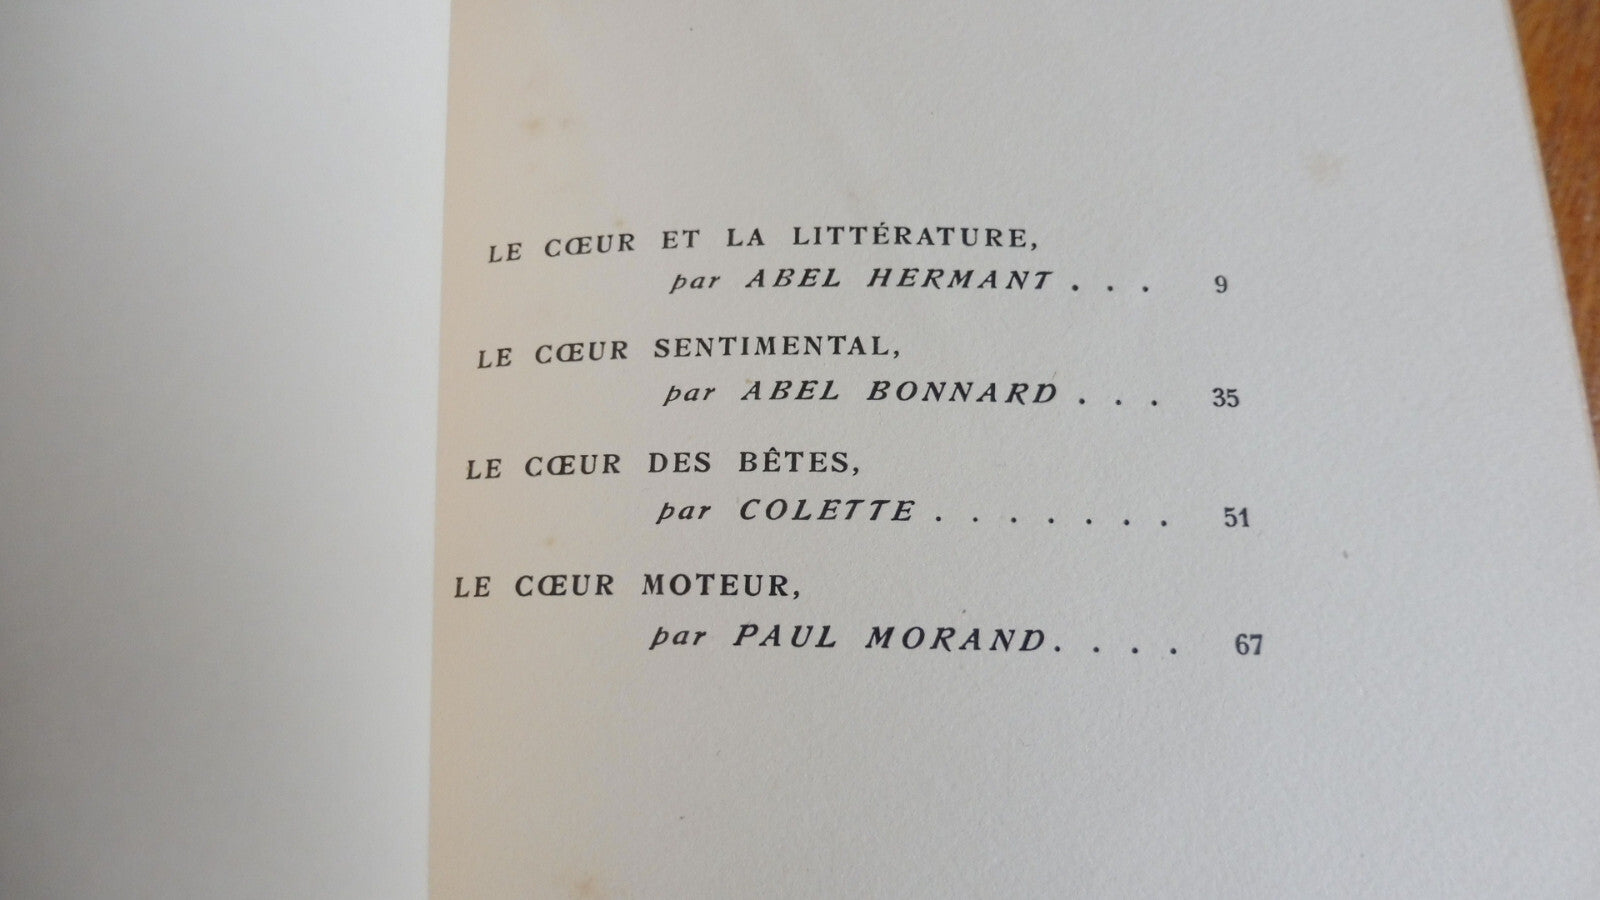 LE CŒUR ET LA LITTÉRATURE,
par ABEL HERMANT . . . 9
LE CŒUR SENTIMENTAL,
par ABEL BONNARD . . . 35
LE CŒUR DES BÊTES,
par COLETTE . . . . . . . 51
LE CŒUR MOTEUR,
par PAUL MORAND. . . . 67